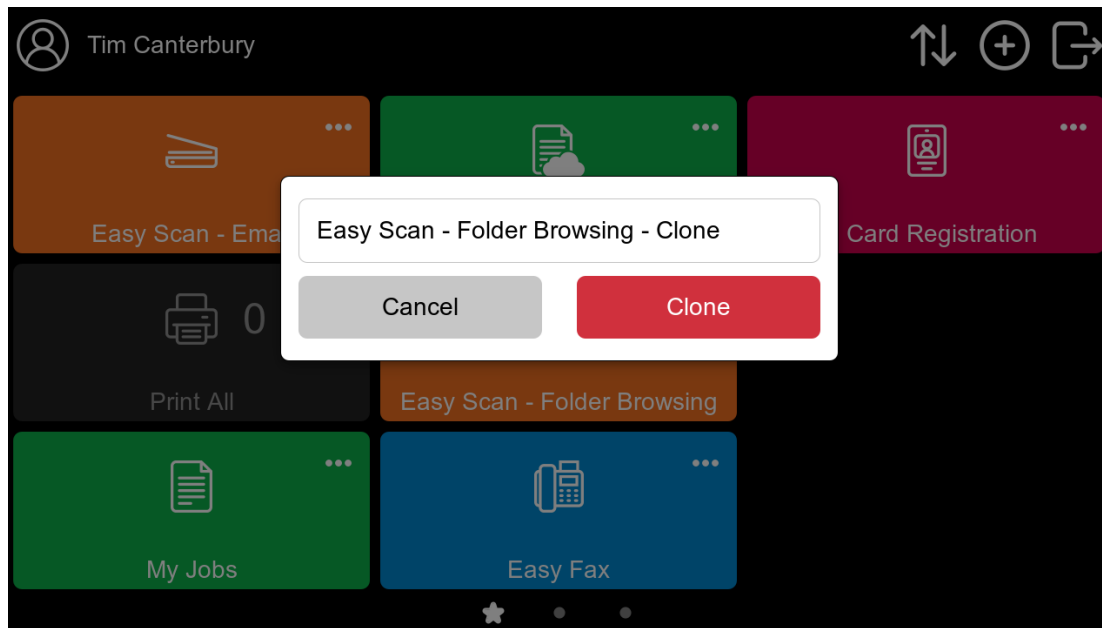 Tim Canterbury
Easy Scan - Ema
Card Registration
Easy Scan - Folder Browsing - Clone
Cancel
Clone
0
Print All
Easy Scan - Folder Browsing
My Jobs
Easy Fax